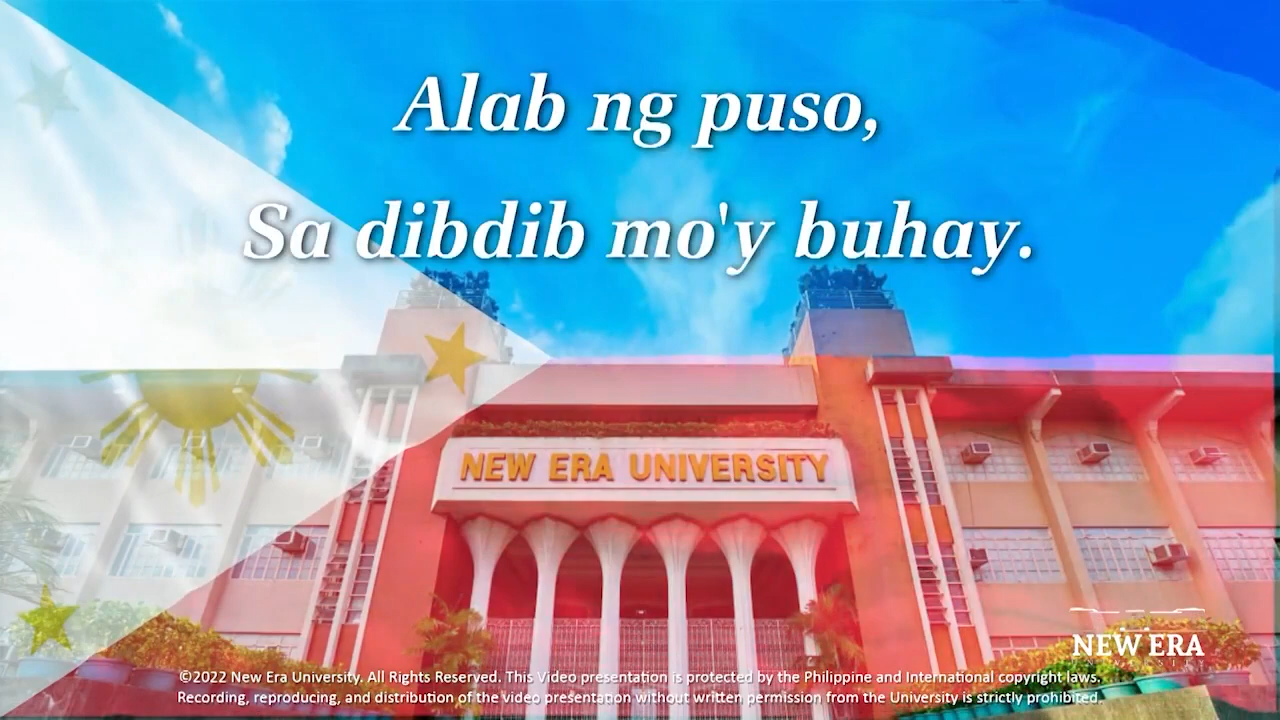 Alab ng puso,
Sa dibdib mo'y buhay.
NEW ERA UNIVERSITY
NEW ERA
UNIVERSITY
©2022 New Era University. All Rights Reserved. This Video presentation is protected by the Philippine and International copyright laws.
Recording, reproducing, and distribution of the video presentation without written permission from the University is strictly prohibited.